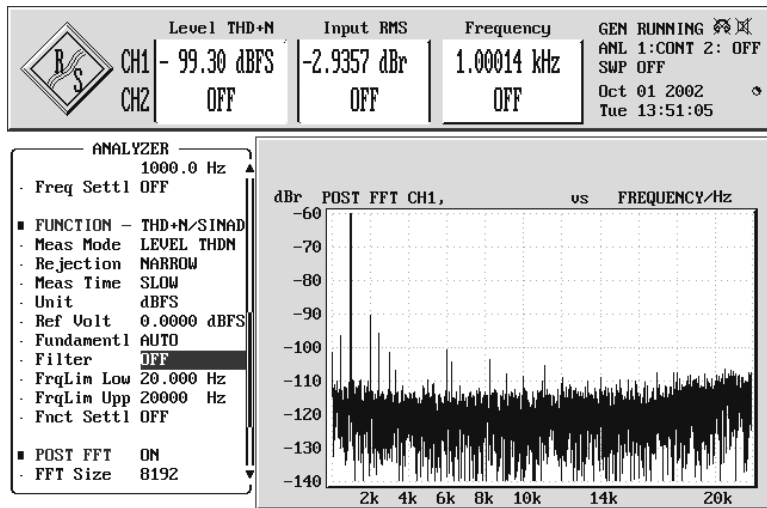 Level THD+N Input RMS Frequency
GEN RUNNING
R S CH1 - 99.30 dBFS -2.9357 dBr 1.00014 kHz
ANL 1:CONT 2: OFF
SWP OFF
CH2 OFF OFF OFF
Oct 01 2002
Tue 13:51:05
ANALYZER
1000.0 Hz
Freq Settl OFF
FUNCTION - THD+N/SINAD
Meas Mode LEVEL THDN
Rejection NARROW
Meas Time SLOW
Unit dBFS
Ref Volt 0.0000 dBFS
Fundamentl AUTO
Filter OFF
FrqLim Low 20.000 Hz
FrqLim Upp 20000 Hz
Fnct Settl OFF
POST FFT ON
FFT Size 8192
dBr POST FFT CH1, vs FREQUENCY/Hz
-60
-70
-80
-90
-100
-110
-120
-130
-140
2k 4k 6k 8k 10k 14k 20k